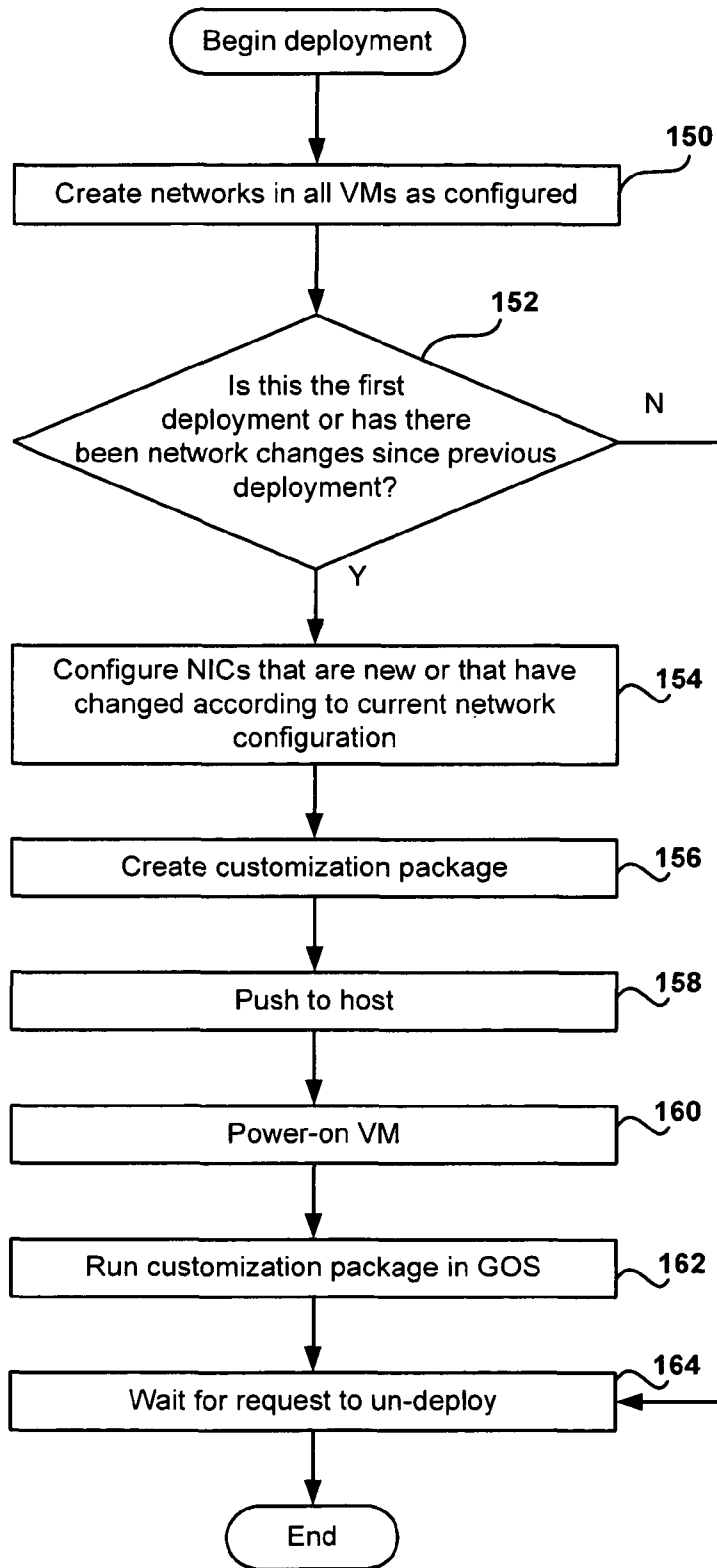 Begin deployment
150
Create networks in all VMs as configured
152
Is this the first
deployment or has there
been network changes since previous
deployment?
N
Y
Configure NICs that are new or that have
changed according to current network
configuration
154
Create customization package
156
Push to host
158
Power-on VM
160
Run customization package in GOS
162
Wait for request to un-deploy
164
End